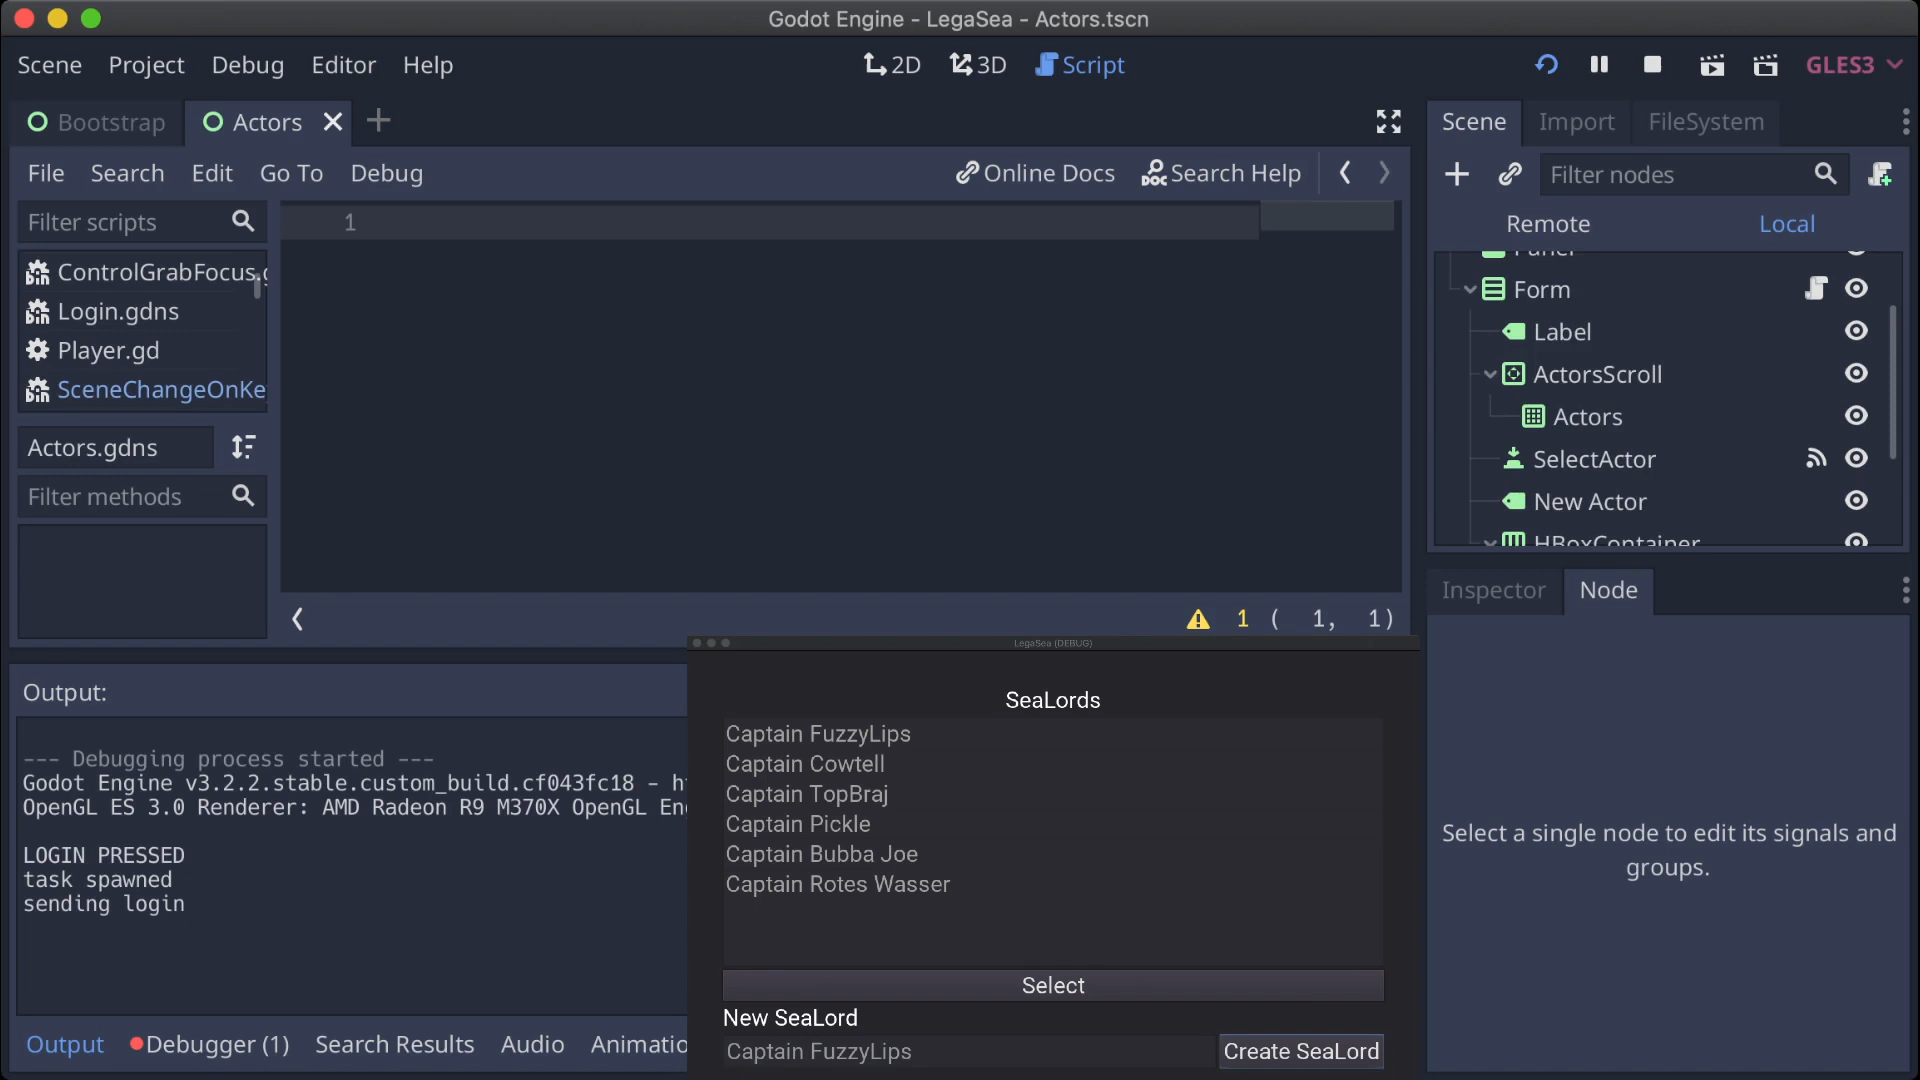 Godot Engine - LegaSea - Actors.tscn
Scene Project Debug Editor Help
2D 3D Script
GLES3
Bootstrap Actors
File Search Edit Go To Debug
Online Docs Search Help
Filter scripts
ControlGrabFocus.g
Login.gdns
Player.gd
SceneChangeOnKe
Actors.gdns
Filter methods
1
1 ( 1, 1)
Scene Import FileSystem
Filter nodes
Remote Local
Panel
Form
Label
ActorsScroll
Actors
SelectActor
New Actor
HBoxContainer
Inspector Node
Select a single node to edit its signals and
groups.
Output:
--- Debugging process started ---
Godot Engine v3.2.2.stable.custom_build.cf043fc18 - h
OpenGL ES 3.0 Renderer: AMD Radeon R9 M370X OpenGL En
LOGIN PRESSED
task spawned
sending login
Output Debugger (1) Search Results Audio Animatio
LegaSea (DEBUG)
SeaLords
Captain FuzzyLips
Captain Cowtell
Captain TopBraj
Captain Pickle
Captain Bubba Joe
Captain Rotes Wasser
Select
New SeaLord
Captain FuzzyLips Create SeaLord